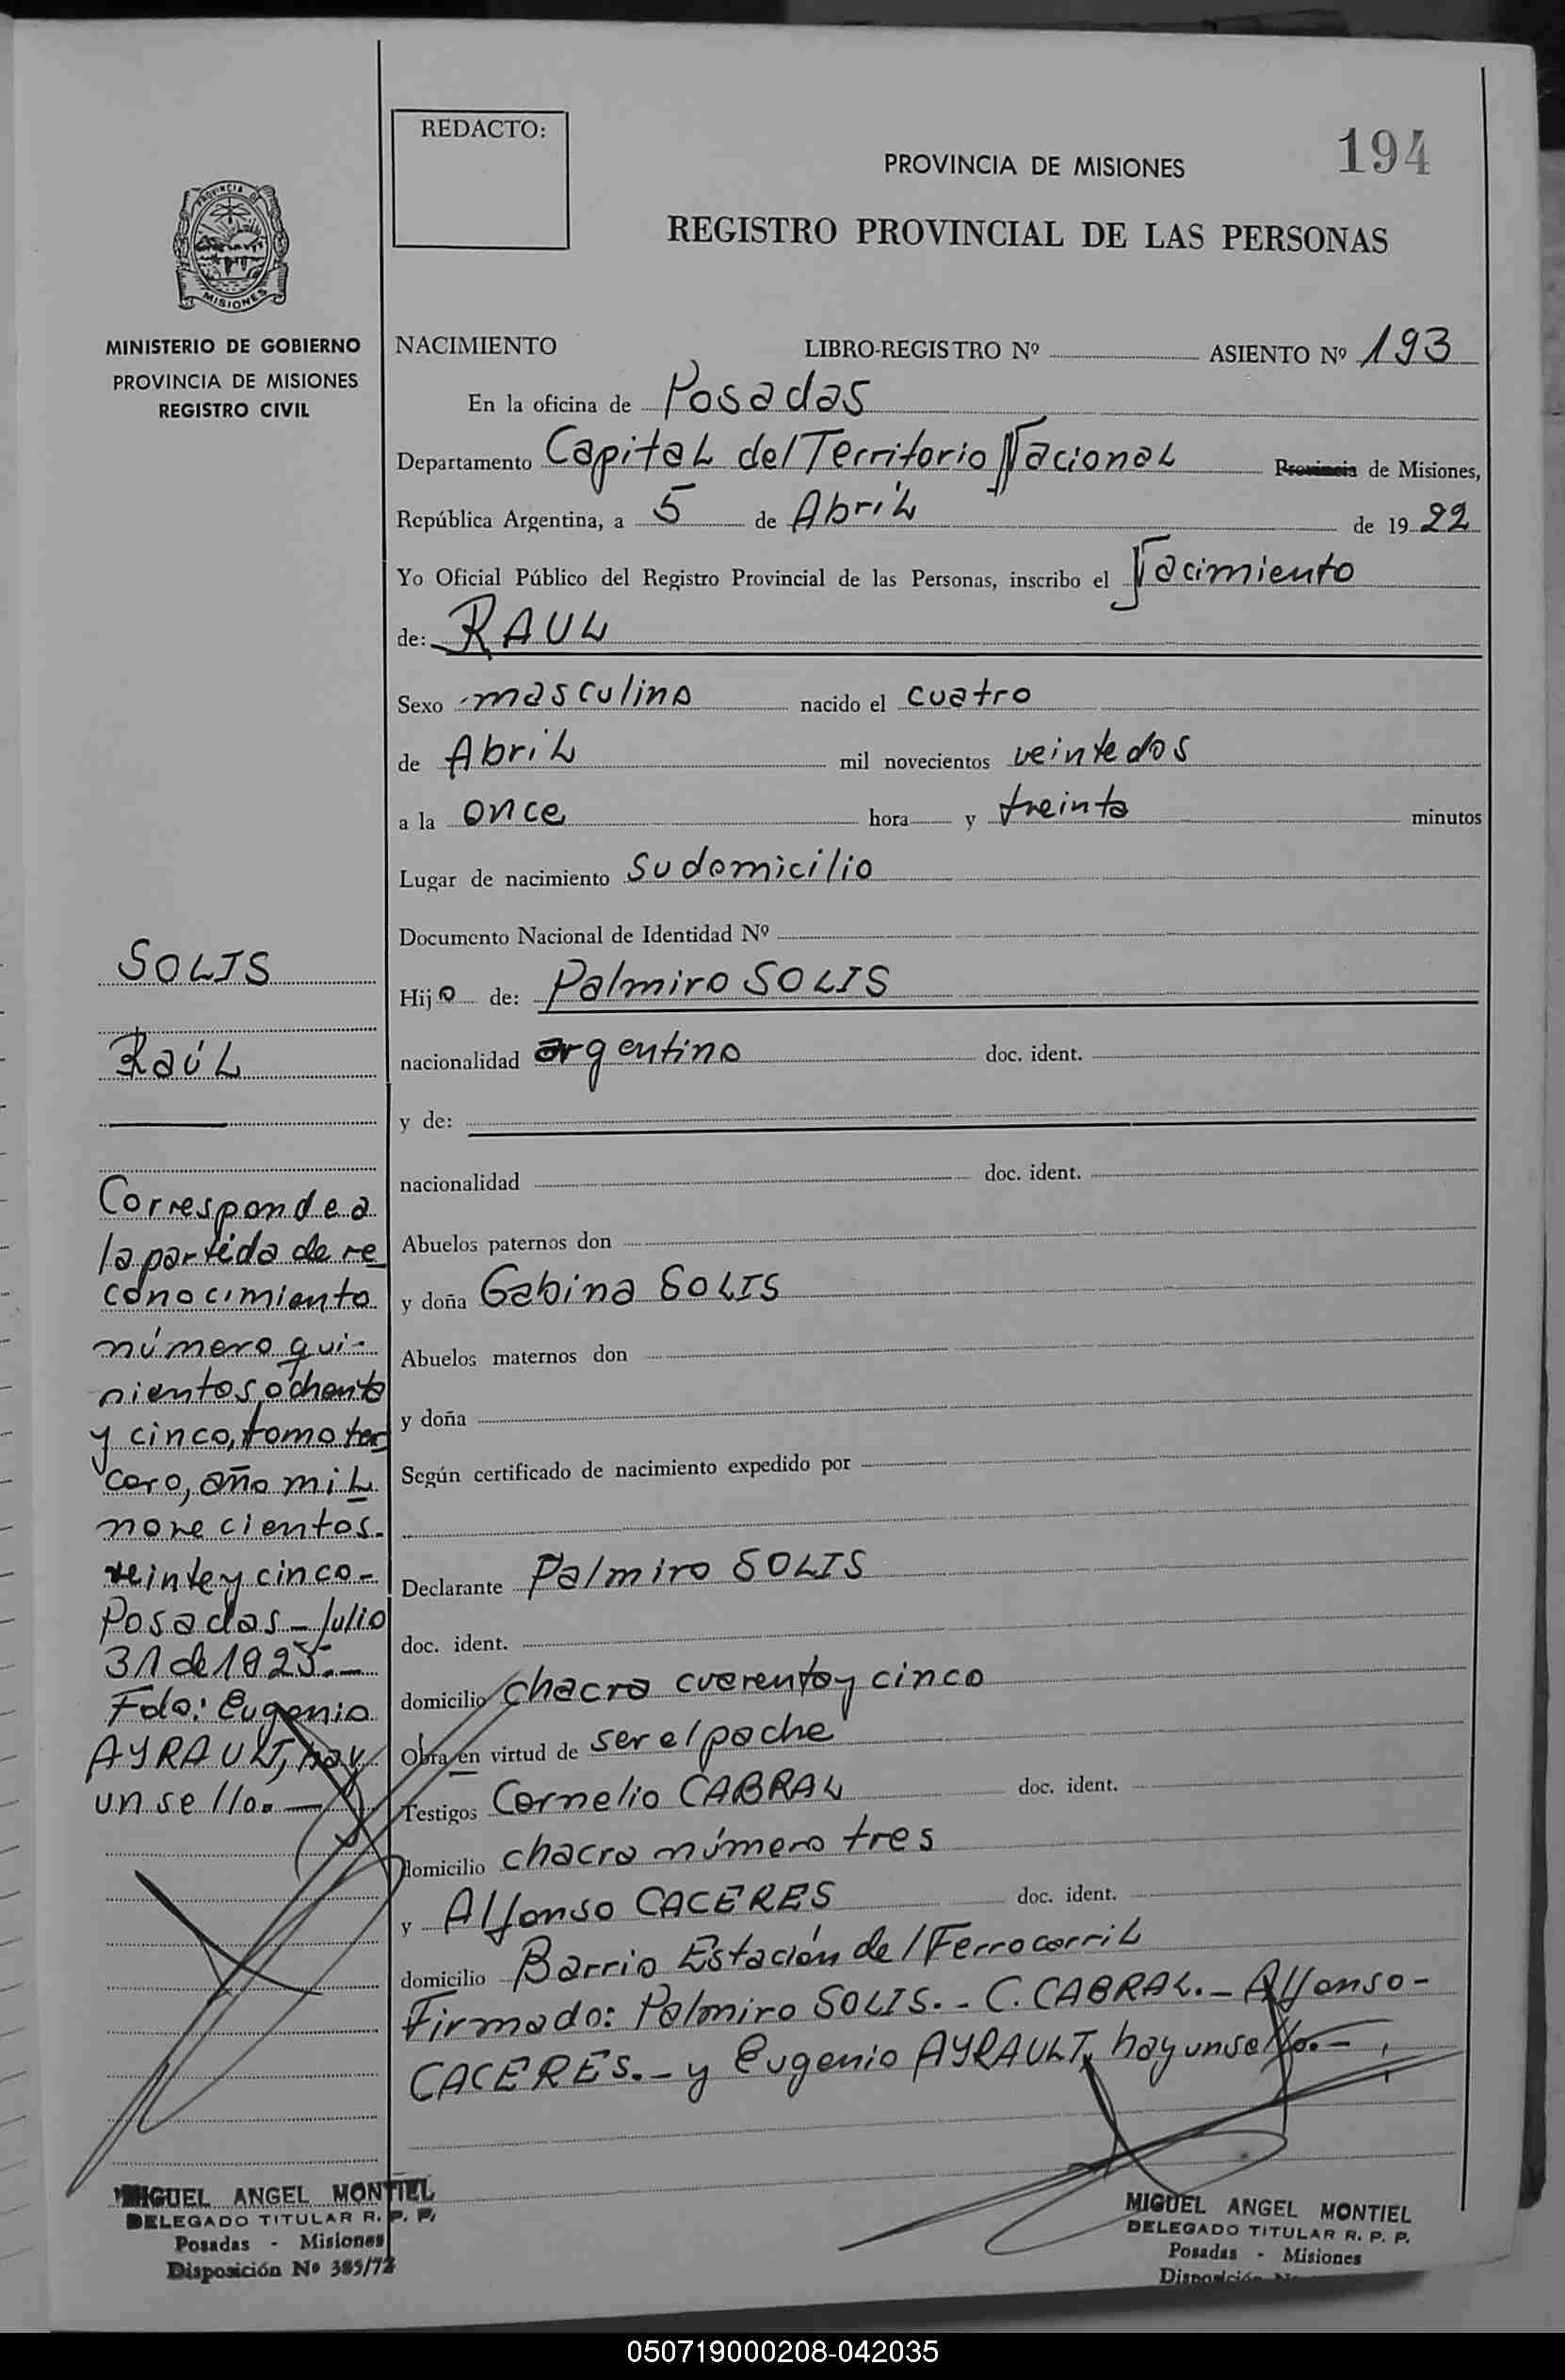 REDACTO:
194
PROVINCIA DE MISIONES
REGISTRO PROVINCIAL DE LAS PERSONAS
PROVINCIA DE
MISIONES
MINISTERIO DE GOBIERNO
PROVINCIA DE MISIONES
REGISTRO CIVIL
NACIMIENTO LIBRO-REGISTRO Nº ASIENTO Nº 193
En la oficina de Posadas
Departamento Capital del Territorio Nacional Provincia de Misiones,
República Argentina, a 5 de Abril de 1922
Yo Oficial Público del Registro Provincial de las Personas, inscribo el Nacimiento
de: RAUL
Sexo masculino nacido el cuatro
de Abril mil novecientos veintedos
a la once hora y treinta minutos
Lugar de nacimiento Su domicilio
Documento Nacional de Identidad Nº
Hijo de: Palmiro SOLIS
nacionalidad argentino doc. ident.
y de:
nacionalidad doc. ident.
Abuelos paternos don
y doña Gabina SOLIS
Abuelos maternos don
y doña
Según certificado de nacimiento expedido por
Declarante Palmiro SOLIS
doc. ident.
domicilio chacra cuarenta y cinco
Obra en virtud de ser el pache
Testigos Cornelio CABRAL doc. ident.
domicilio chacra número tres
y Alfonso CACERES doc. ident.
domicilio Barrio Estación del Ferrocarril
Firmado: Palmiro SOLIS.- C. CABRAL.- Alfonso-
CACERES.- y Eugenio AYRAULT, hay un sello.-
SOLIS
Raúl
Corresponde a
la partida de re
conocimiento
número qui-
nientos ochenta
y cinco, tomo ter
cero, año mil
novecientos.
veinte y cinco-
Posadas - Julio
31 de 1925.-
Fdo: Eugenio
AYRAULT, hay
un sello.-
MIGUEL ANGEL MONTIEL
DELEGADO TITULAR R. P. P.
Posadas - Misiones
Disposición Nº 385/72
MIGUEL ANGEL MONTIEL
DELEGADO TITULAR R. P. P.
Posadas - Misiones
Disposición
050719000208-042035